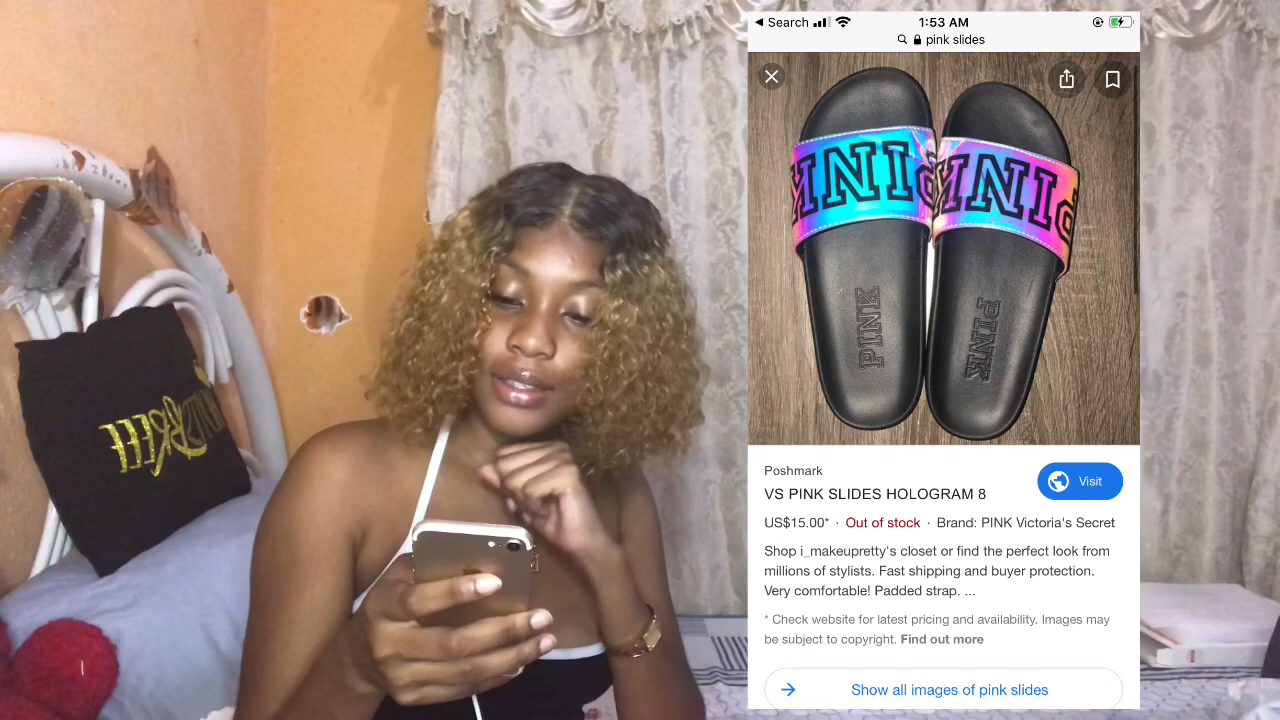 ◀ Search
1:53 AM
pink slides
PINK
PINK
PINK
PINK
Poshmark
Visit
VS PINK SLIDES HOLOGRAM 8
US$15.00* · Out of stock · Brand: PINK Victoria's Secret
Shop i_makeupretty's closet or find the perfect look from
millions of stylists. Fast shipping and buyer protection.
Very comfortable! Padded strap. ...
* Check website for latest pricing and availability. Images may
be subject to copyright. Find out more
Show all images of pink slides